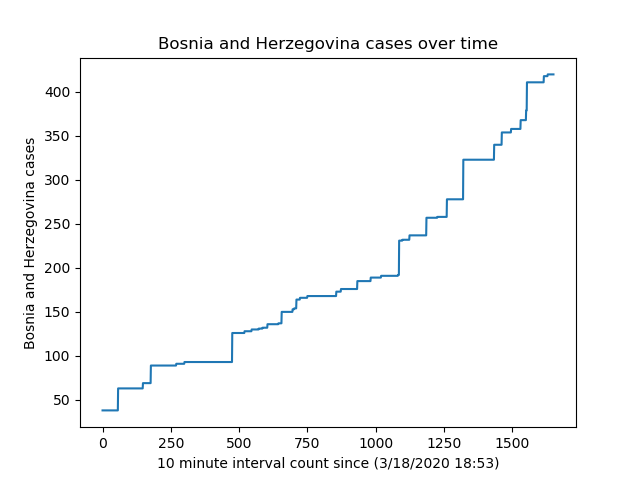 Bosnia and Herzegovina cases over time
Bosnia and Herzegovina cases
400
350
300
250
200
150
100
50
0 250 500 750 1000 1250 1500
10 minute interval count since (3/18/2020 18:53)